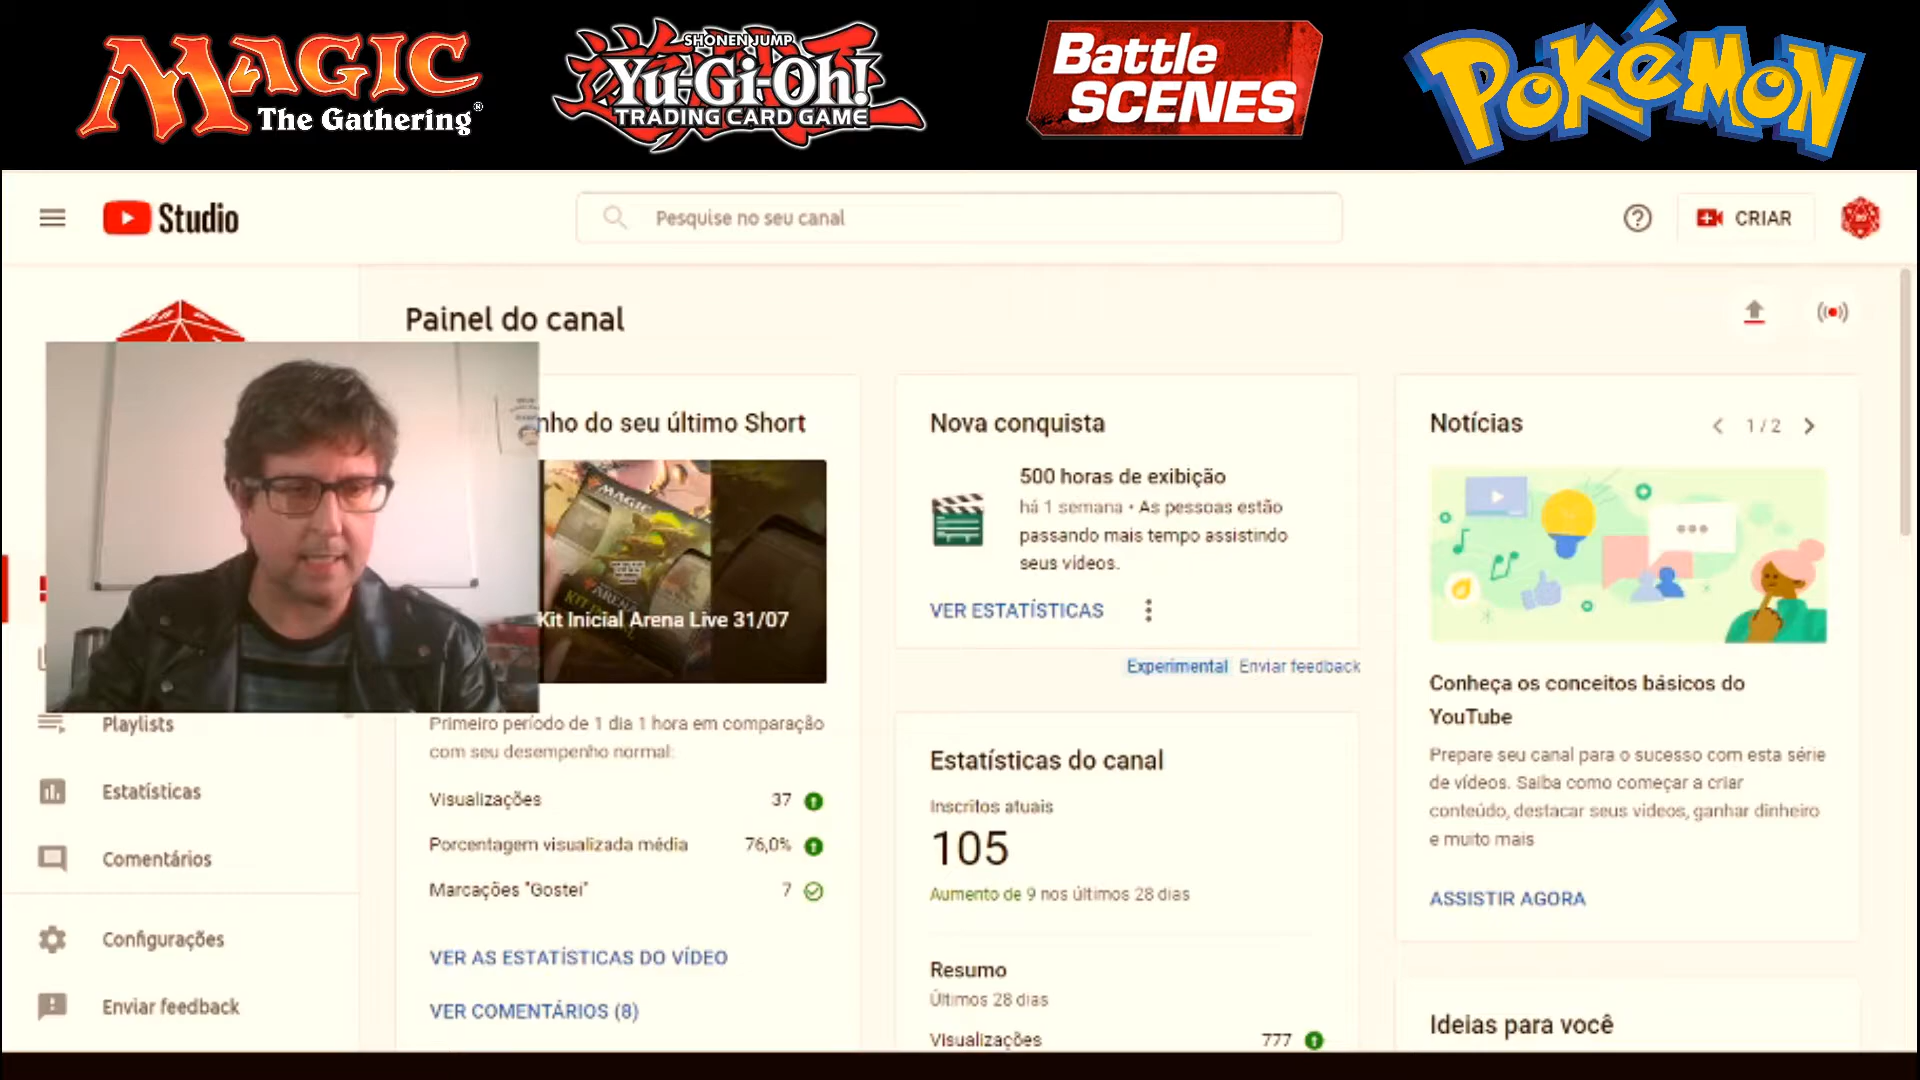 MAGIC
The Gathering®
SHONEN JUMP
Yu-Gi-Oh!
TRADING CARD GAME
Battle
SCENES
POKÉMON
Studio
Pesquise no seu canal
CRIAR
Painel do canal
nho do seu último Short
MAGIC
ARENA
Kit Inicial Arena Live 31/07
Primeiro período de 1 dia 1 hora em comparação
com seu desempenho normal:
Visualizações 37
Porcentagem visualizada média 76,0%
Marcações "Gostei" 7
VER AS ESTATÍSTICAS DO VÍDEO
VER COMENTÁRIOS (8)
Playlists
Estatísticas
Comentários
Configurações
Enviar feedback
Nova conquista
500 horas de exibição
há 1 semana • As pessoas estão
passando mais tempo assistindo
seus vídeos.
VER ESTATÍSTICAS
Experimental Enviar feedback
Estatísticas do canal
Inscritos atuais
105
Aumento de 9 nos últimos 28 dias
Resumo
Últimos 28 dias
Visualizações 777
Notícias
1 / 2
Conheça os conceitos básicos do
YouTube
Prepare seu canal para o sucesso com esta série
de vídeos. Saiba como começar a criar
conteúdo, destacar seus vídeos, ganhar dinheiro
e muito mais
ASSISTIR AGORA
Ideias para você